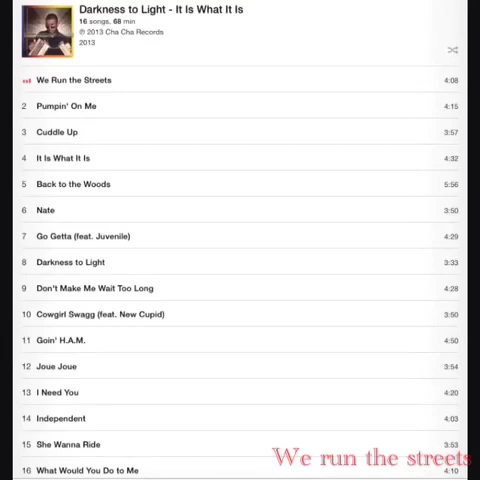 Darkness to Light - It Is What It Is
16 songs, 68 min
℗ 2013 Cha Cha Records
2013
We Run the Streets 4:08
2 Pumpin' On Me 4:15
3 Cuddle Up 3:57
4 It Is What It Is 4:32
5 Back to the Woods 5:56
6 Nate 3:50
7 Go Getta (feat. Juvenile) 4:29
8 Darkness to Light 3:33
9 Don't Make Me Wait Too Long 4:28
10 Cowgirl Swagg (feat. New Cupid) 3:50
11 Goin' H.A.M. 4:50
12 Joue Joue 3:54
13 I Need You 4:20
14 Independent 4:03
15 She Wanna Ride 3:53
We run the streets
16 What Would You Do to Me 4:10